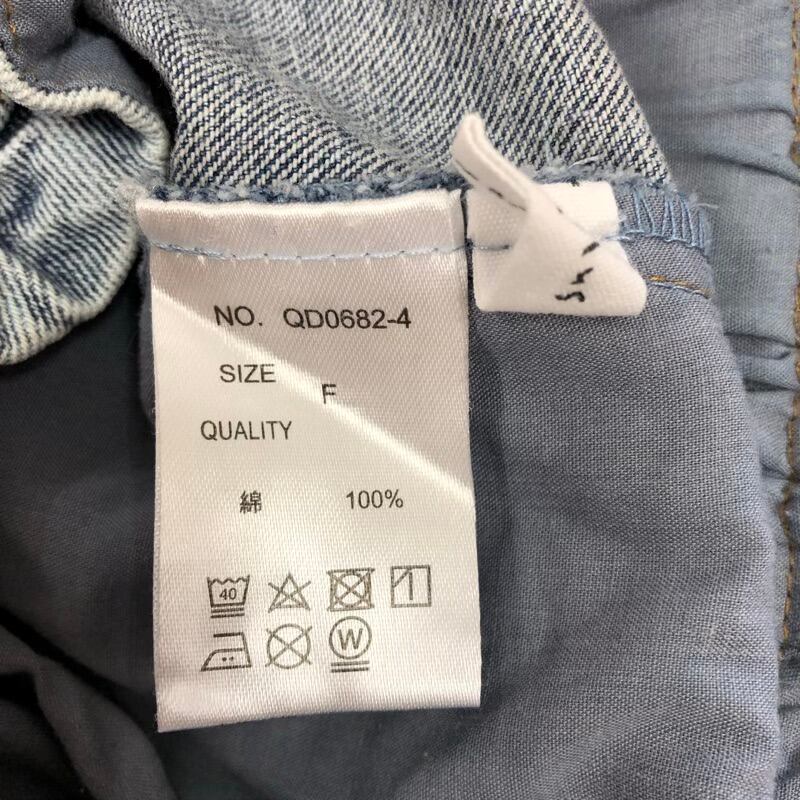 NO. QD0682-4
SIZE F
QUALITY
綿 100%
40
W